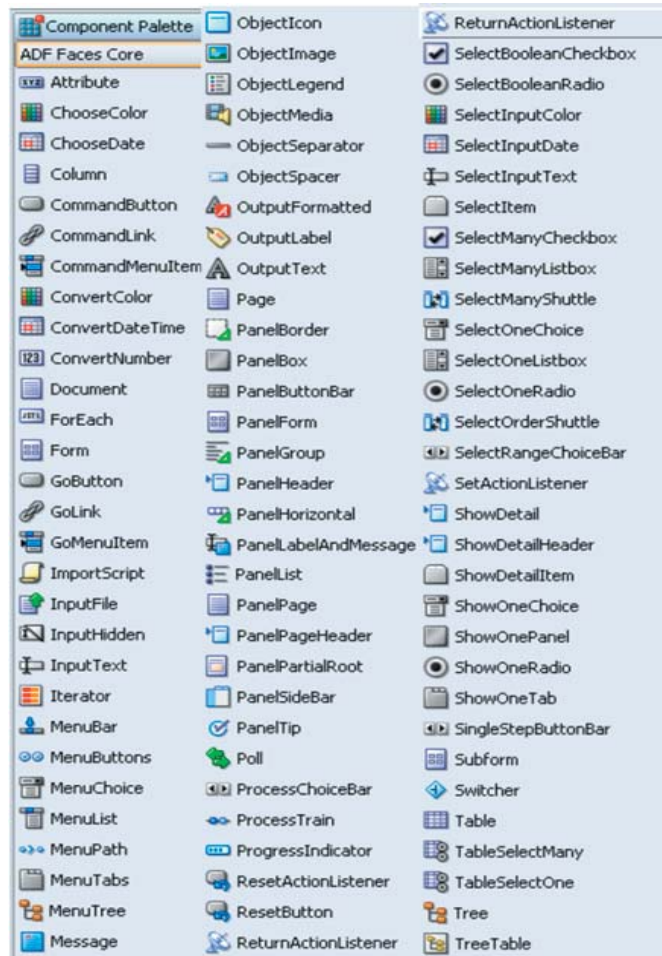 Component Palette
ADF Faces Core
Attribute
ChooseColor
ChooseDate
Column
CommandButton
CommandLink
CommandMenuItem
ConvertColor
ConvertDateTime
ConvertNumber
Document
ForEach
Form
GoButton
GoLink
GoMenuItem
ImportScript
InputFile
InputHidden
InputText
Iterator
MenuBar
MenuButtons
MenuChoice
MenuList
MenuPath
MenuTabs
MenuTree
Message
ObjectIcon
ObjectImage
ObjectLegend
ObjectMedia
ObjectSeparator
ObjectSpacer
OutputFormatted
OutputLabel
OutputText
Page
PanelBorder
PanelBox
PanelButtonBar
PanelForm
PanelGroup
PanelHeader
PanelHorizontal
PanelLabelAndMessage
PanelList
PanelPage
PanelPageHeader
PanelPartialRoot
PanelSideBar
PanelTip
Poll
ProcessChoiceBar
ProcessTrain
ProgressIndicator
ResetActionListener
ResetButton
ReturnActionListener
ReturnActionListener
SelectBooleanCheckbox
SelectBooleanRadio
SelectInputColor
SelectInputDate
SelectInputText
SelectItem
SelectManyCheckbox
SelectManyListbox
SelectManyShuttle
SelectOneChoice
SelectOneListbox
SelectOneRadio
SelectOrderShuttle
SelectRangeChoiceBar
SetActionListener
ShowDetail
ShowDetailHeader
ShowDetailItem
ShowOneChoice
ShowOnePanel
ShowOneRadio
ShowOneTab
SingleStepButtonBar
Subform
Switcher
Table
TableSelectMany
TableSelectOne
Tree
TreeTable